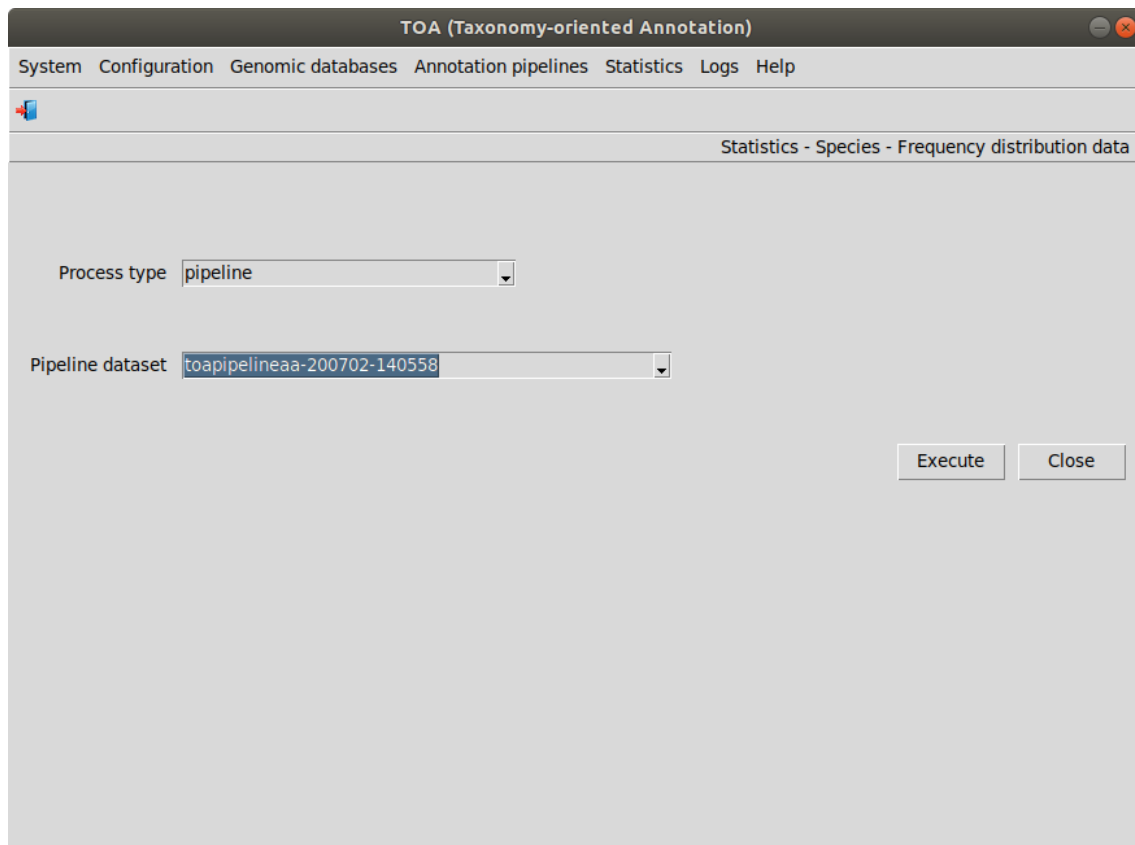 TOA (Taxonomy-oriented Annotation)
System Configuration Genomic databases Annotation pipelines Statistics Logs Help
Statistics - Species - Frequency distribution data
Process type pipeline
Pipeline dataset toapipelineaa-200702-140558
Execute Close